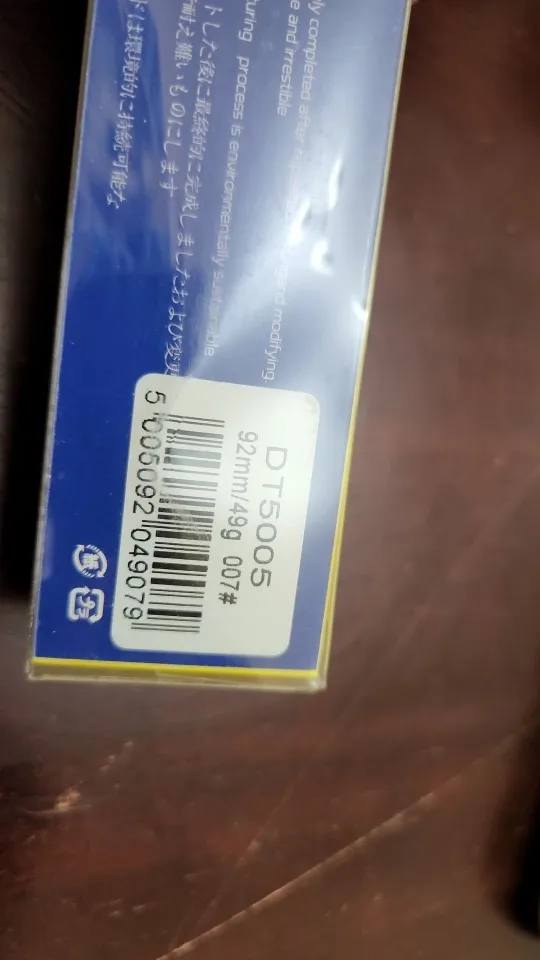 ly completed after
and modifying.
e and irrestible
uring process is environmentally sustainable
トした後に最終的に完成しましたおよび変更
耐え難いものにします
ドは環境的に持続可能な
DT5005
92mm/49g 007#
5 005092 049079